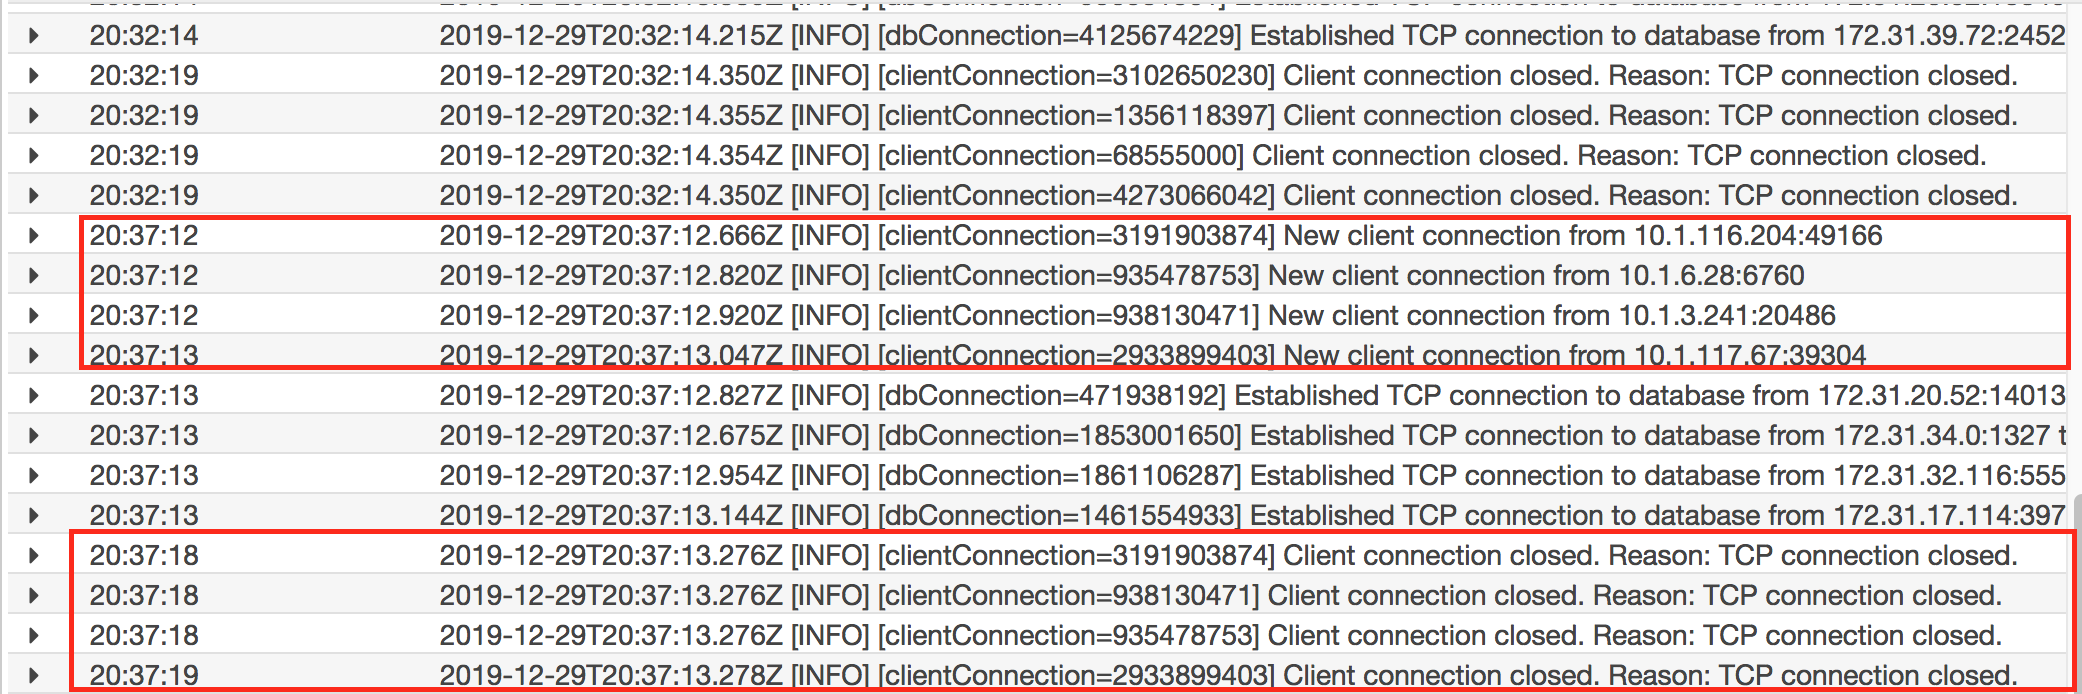 20:32:14 2019-12-29T20:32:14.215Z [INFO] [dbConnection=4125674229] Established TCP connection to database from 172.31.39.72:2452
20:32:19 2019-12-29T20:32:14.350Z [INFO] [clientConnection=3102650230] Client connection closed. Reason: TCP connection closed.
20:32:19 2019-12-29T20:32:14.355Z [INFO] [clientConnection=1356118397] Client connection closed. Reason: TCP connection closed.
20:32:19 2019-12-29T20:32:14.354Z [INFO] [clientConnection=68555000] Client connection closed. Reason: TCP connection closed.
20:32:19 2019-12-29T20:32:14.350Z [INFO] [clientConnection=4273066042] Client connection closed. Reason: TCP connection closed.
20:37:12 2019-12-29T20:37:12.666Z [INFO] [clientConnection=3191903874] New client connection from 10.1.116.204:49166
20:37:12 2019-12-29T20:37:12.820Z [INFO] [clientConnection=935478753] New client connection from 10.1.6.28:6760
20:37:12 2019-12-29T20:37:12.920Z [INFO] [clientConnection=938130471] New client connection from 10.1.3.241:20486
20:37:13 2019-12-29T20:37:13.047Z [INFO] [clientConnection=2933899403] New client connection from 10.1.117.67:39304
20:37:13 2019-12-29T20:37:12.827Z [INFO] [dbConnection=471938192] Established TCP connection to database from 172.31.20.52:14013
20:37:13 2019-12-29T20:37:12.675Z [INFO] [dbConnection=1853001650] Established TCP connection to database from 172.31.34.0:1327 t
20:37:13 2019-12-29T20:37:12.954Z [INFO] [dbConnection=1861106287] Established TCP connection to database from 172.31.32.116:555
20:37:13 2019-12-29T20:37:13.144Z [INFO] [dbConnection=1461554933] Established TCP connection to database from 172.31.17.114:397
20:37:18 2019-12-29T20:37:13.276Z [INFO] [clientConnection=3191903874] Client connection closed. Reason: TCP connection closed.
20:37:18 2019-12-29T20:37:13.276Z [INFO] [clientConnection=938130471] Client connection closed. Reason: TCP connection closed.
20:37:18 2019-12-29T20:37:13.276Z [INFO] [clientConnection=935478753] Client connection closed. Reason: TCP connection closed.
20:37:19 2019-12-29T20:37:13.278Z [INFO] [clientConnection=2933899403] Client connection closed. Reason: TCP connection closed.